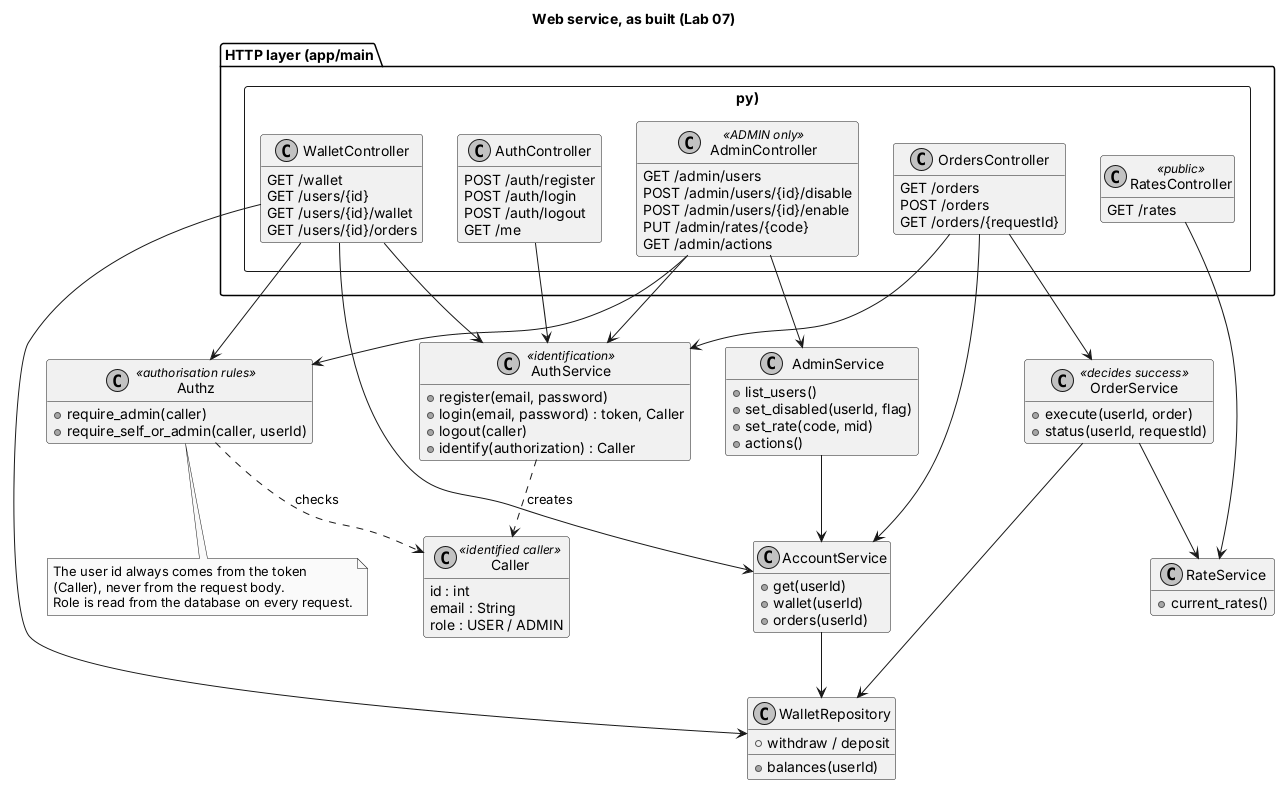 Web service, as built (Lab 07)
HTTP layer (app/main
py)
C WalletController
GET /wallet
GET /users/{id}
GET /users/{id}/wallet
GET /users/{id}/orders
C AuthController
POST /auth/register
POST /auth/login
POST /auth/logout
GET /me
C «ADMIN only»
AdminController
GET /admin/users
POST /admin/users/{id}/disable
POST /admin/users/{id}/enable
PUT /admin/rates/{code}
GET /admin/actions
C OrdersController
GET /orders
POST /orders
GET /orders/{requestId}
C «public»
RatesController
GET /rates
C «authorisation rules»
Authz
require_admin(caller)
require_self_or_admin(caller, userId)
C «identification»
AuthService
register(email, password)
login(email, password) : token, Caller
logout(caller)
identify(authorization) : Caller
C AdminService
list_users()
set_disabled(userId, flag)
set_rate(code, mid)
actions()
C «decides success»
OrderService
execute(userId, order)
status(userId, requestId)
checks
creates
The user id always comes from the token
(Caller), never from the request body.
Role is read from the database on every request.
C «identified caller»
Caller
id : int
email : String
role : USER / ADMIN
C AccountService
get(userId)
wallet(userId)
orders(userId)
C RateService
current_rates()
C WalletRepository
withdraw / deposit
balances(userId)